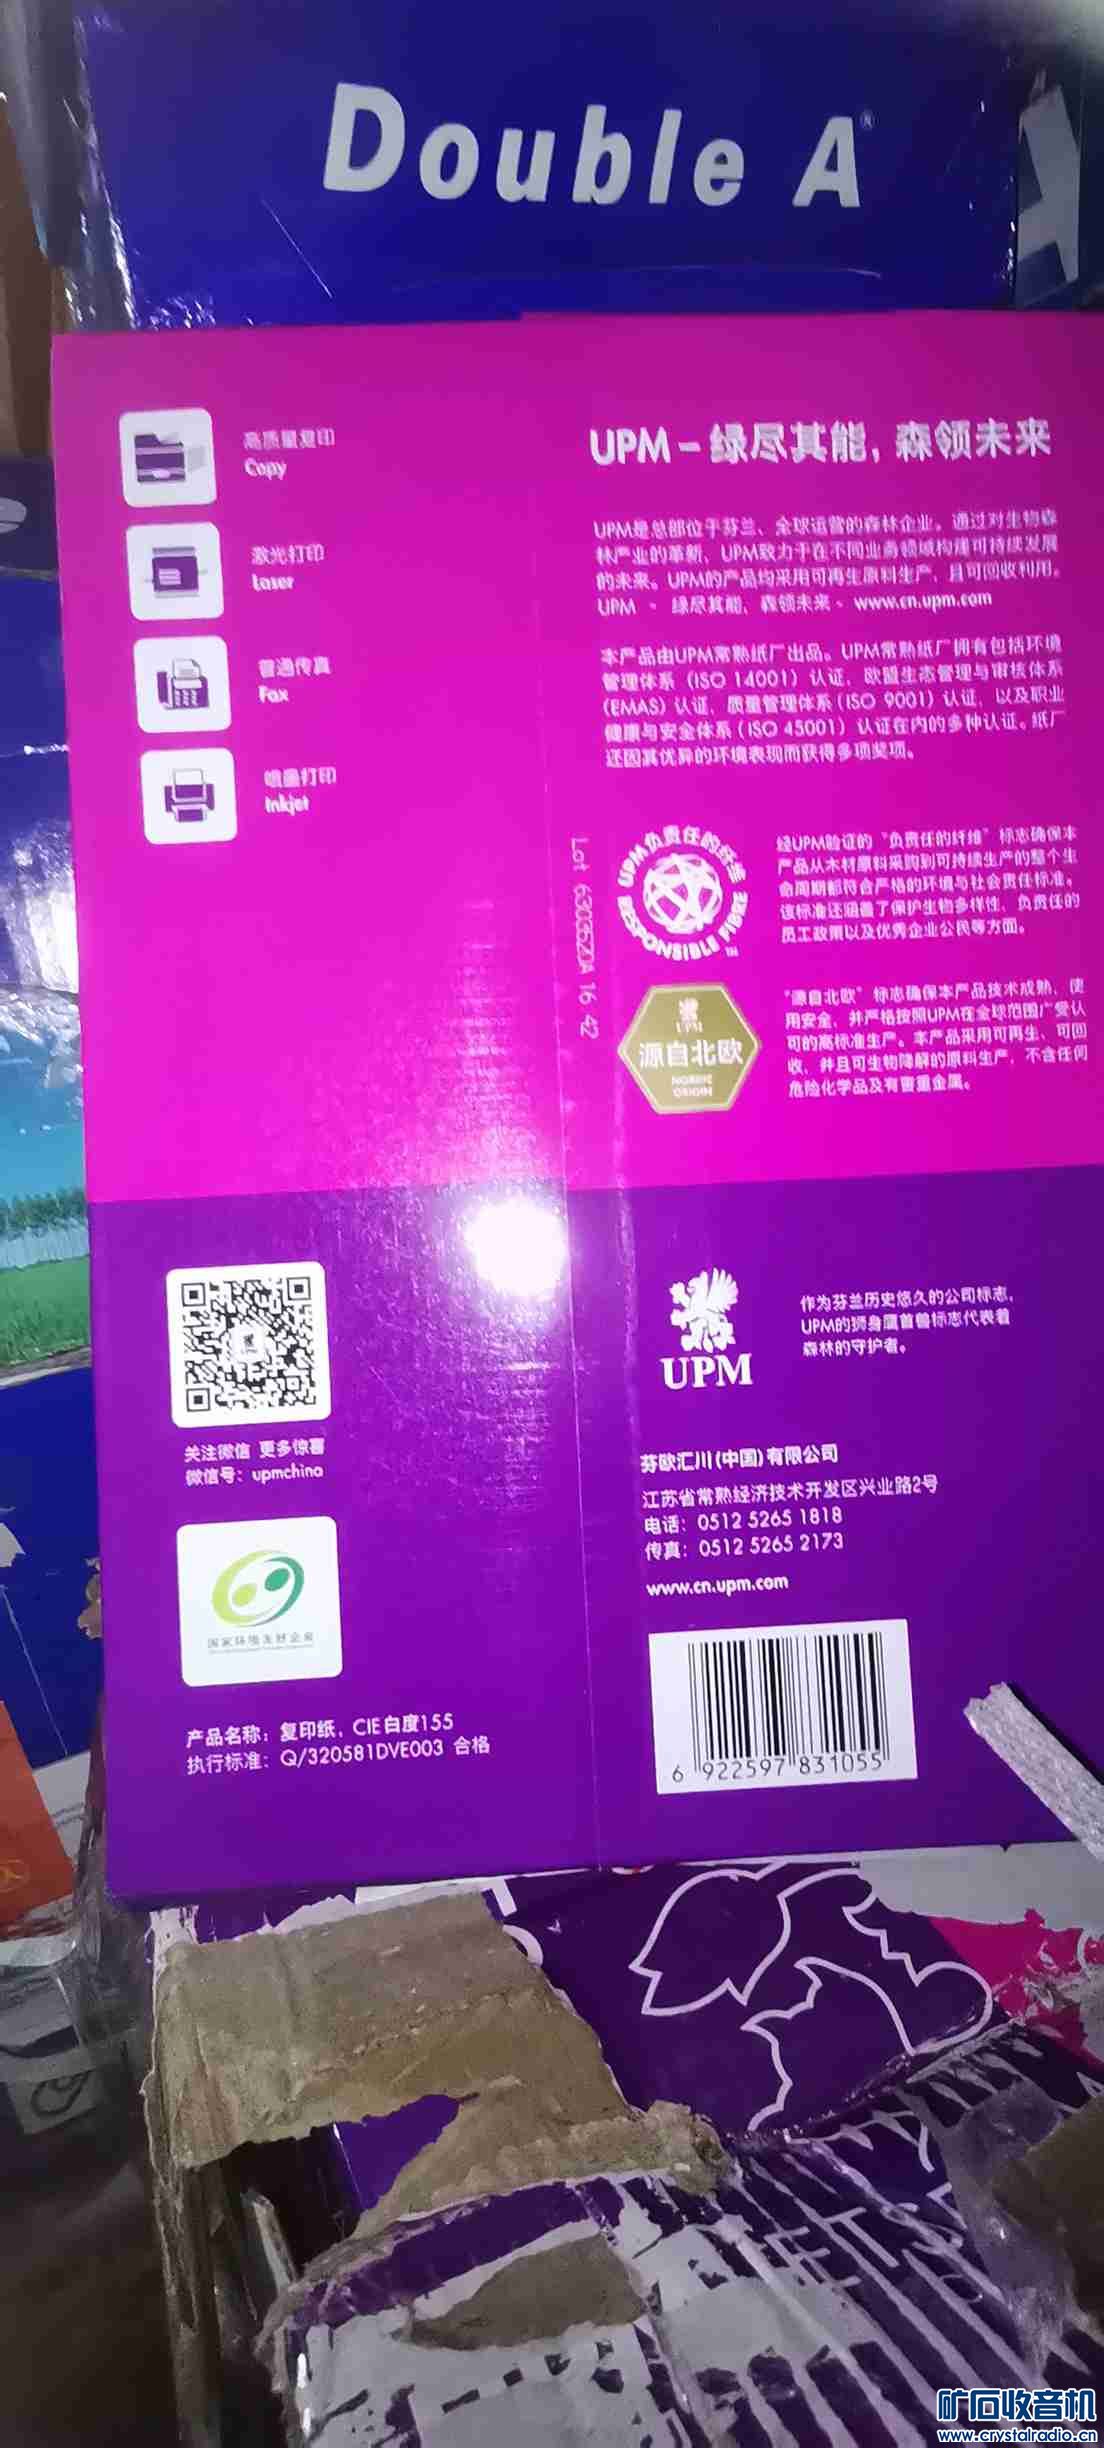 Double A®
高质量复印
Copy
激光打印
Laser
普通传真
Fax
喷墨打印
Inkjet
UPM – 绿尽其能，森领未来
UPM是总部位于芬兰、全球运营的森林企业。通过对生物森
林产业的革新，UPM致力于在不同业务领域构建可持续发展
的未来。UPM的产品均采用可再生原料生产，且可回收利用。
UPM 。 绿尽其能，森领未来。www.cn.upm.com
本产品由UPM常熟纸厂出品。UPM常熟纸厂拥有包括环境
管理体系（ISO 14001）认证，欧盟生态管理与审核体系
(EMAS) 认证，质量管理体系（ISO 9001）认证，以及职业
健康与安全体系（ISO 45001）认证在内的多种认证。纸厂
还因其优异的环境表现而获得多项奖项。
Lot 6303520A 16 42
UPM负责任的纤维
RESPONSIBLE FIBRE TM
经UPM验证的“负责任的纤维”标志确保本
产品从木材原料采购到可持续生产的整个生
命周期都符合严格的环境与社会责任标准。
该标准还涵盖了保护生物多样性、负责任的
员工政策以及优秀企业公民等方面。
UPM
源自北欧
NORDIC
ORIGIN
“源自北欧”标志确保本产品技术成熟，使
用安全，并严格按照UPM在全球范围广受认
可的高标准生产。本产品采用可再生、可回
收，并且可生物降解的原料生产，不含任何
危险化学品及有害重金属。
关注微信 更多惊喜
微信号：upmchina
国家环境友好企业
产品名称：复印纸，CIE白度155
执行标准：Q/320581DVE003 合格
UPM
作为芬兰历史悠久的公司标志，
UPM的狮身鹰首兽标志代表着
森林的守护者。
芬欧汇川(中国)有限公司
江苏省常熟经济技术开发区兴业路2号
电话：0512 5265 1818
传真：0512 5265 2173
www.cn.upm.com
6 922597 831055
矿石收音机
www.crystalradio.cn